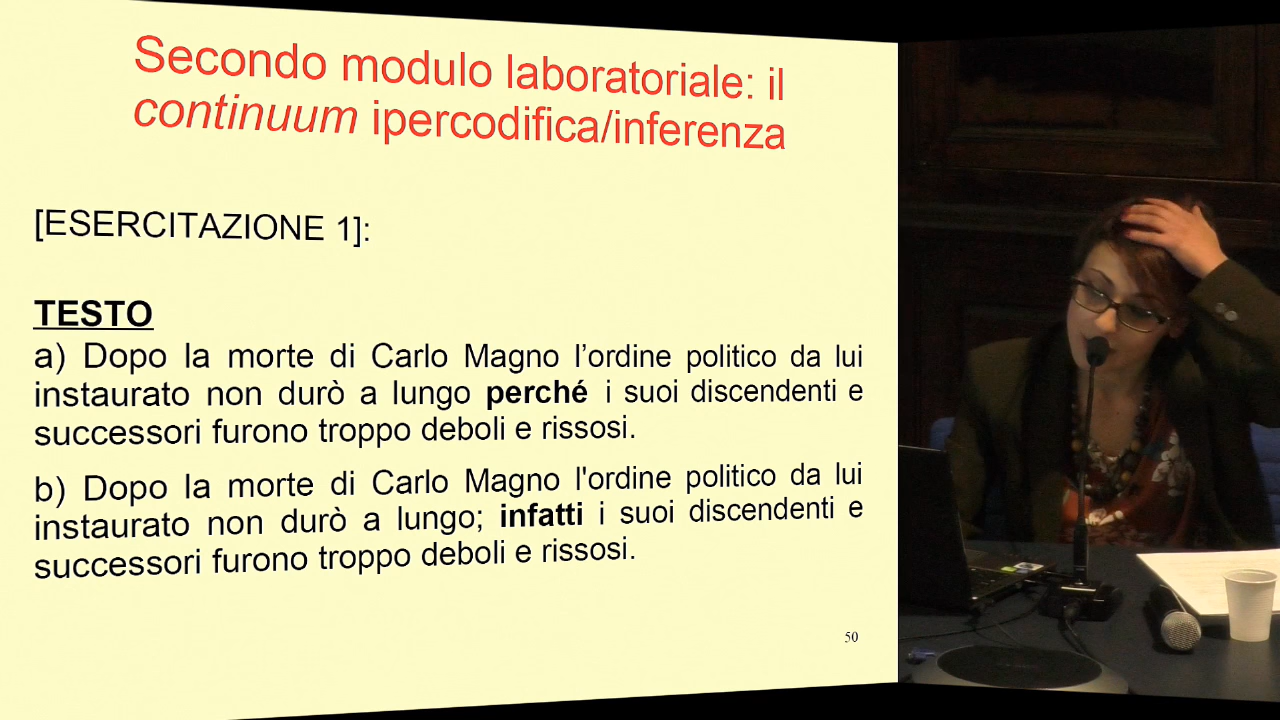 Secondo modulo laboratoriale: il
continuum ipercodifica/inferenza
[ESERCITAZIONE 1]:
TESTO
a) Dopo la morte di Carlo Magno l’ordine politico da lui
instaurato non durò a lungo perché i suoi discendenti e
successori furono troppo deboli e rissosi.
b) Dopo la morte di Carlo Magno l'ordine politico da lui
instaurato non durò a lungo; infatti i suoi discendenti e
successori furono troppo deboli e rissosi.
50